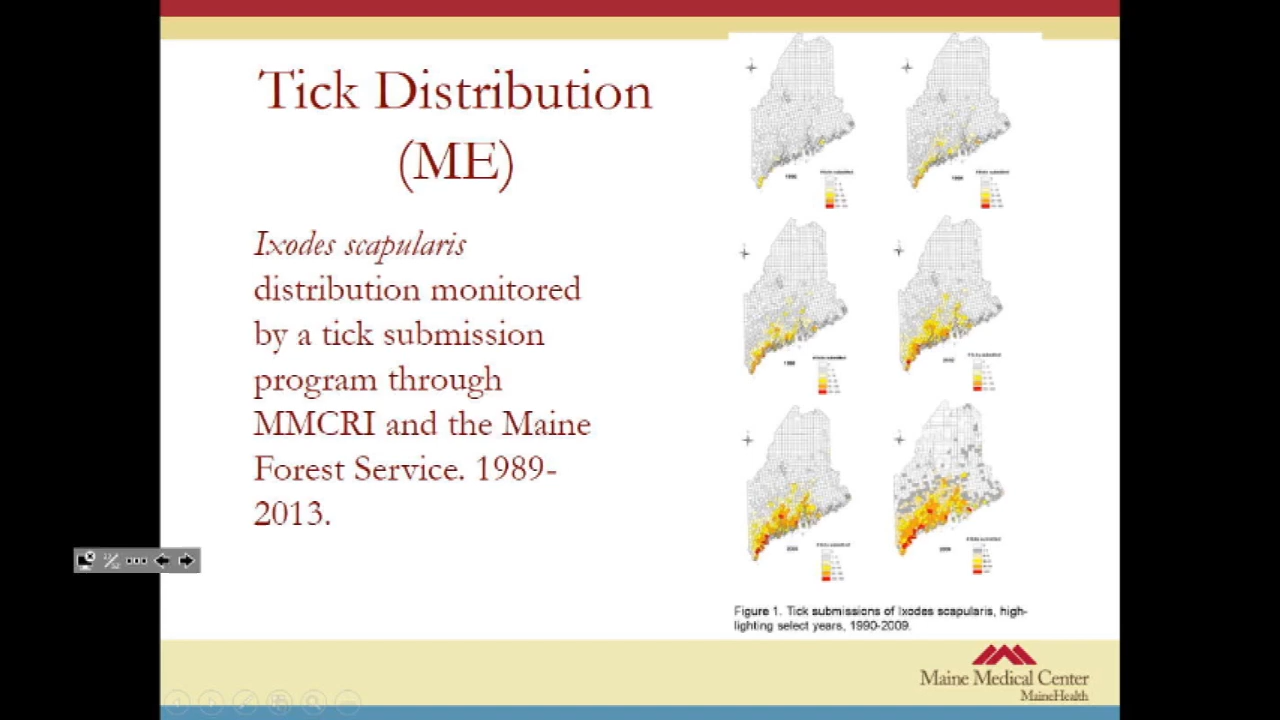 Tick Distribution
(ME)
Ixodes scapularis
distribution monitored
by a tick submission
program through
MMCRI and the Maine
Forest Service. 1989-
2013.
Figure 1. Tick submissions of Ixodes scapularis, high-
lighting select years, 1990-2009.
Maine Medical Center
MaineHealth